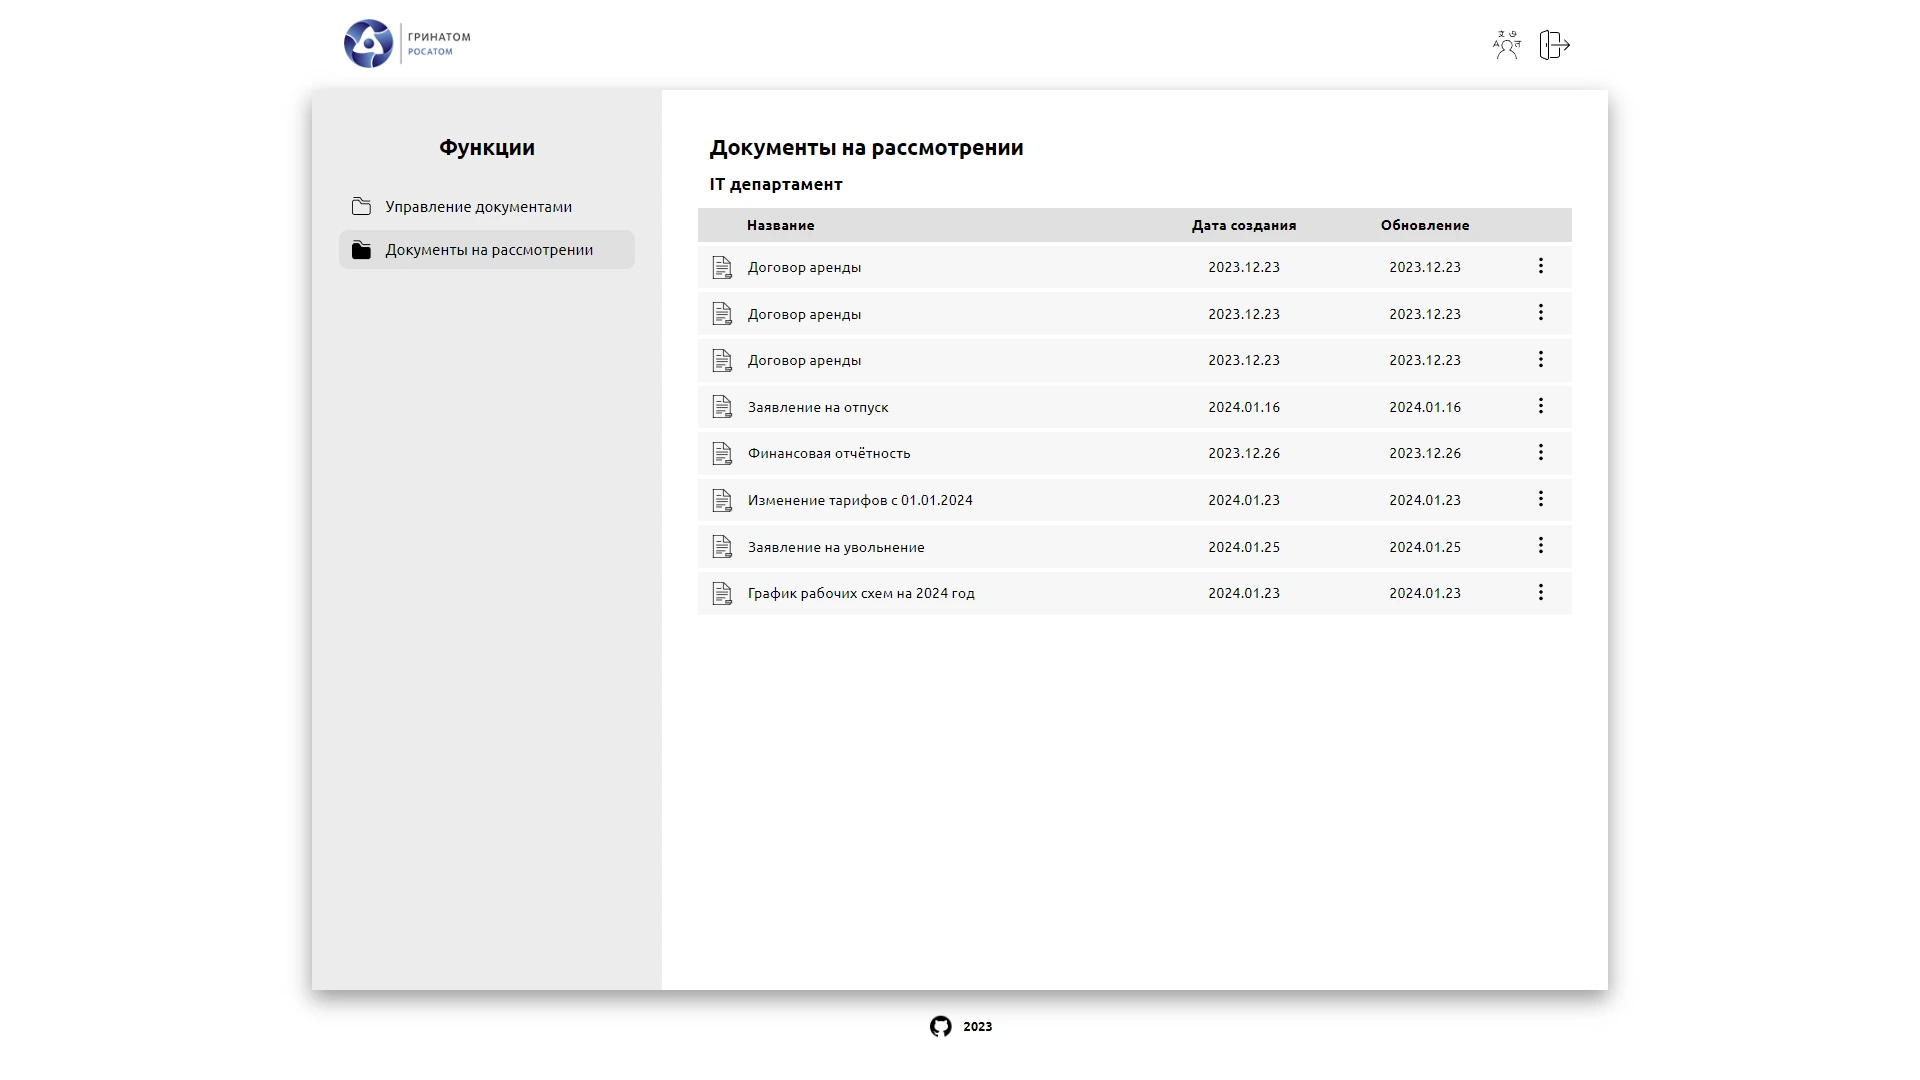 ГРИНАТОМ
РОСАТОМ
Функции
Управление документами
Документы на рассмотрении
Документы на рассмотрении
IT департамент
Название Дата создания Обновление
Договор аренды 2023.12.23 2023.12.23
Договор аренды 2023.12.23 2023.12.23
Договор аренды 2023.12.23 2023.12.23
Заявление на отпуск 2024.01.16 2024.01.16
Финансовая отчётность 2023.12.26 2023.12.26
Изменение тарифов с 01.01.2024 2024.01.23 2024.01.23
Заявление на увольнение 2024.01.25 2024.01.25
График рабочих схем на 2024 год 2024.01.23 2024.01.23
2023